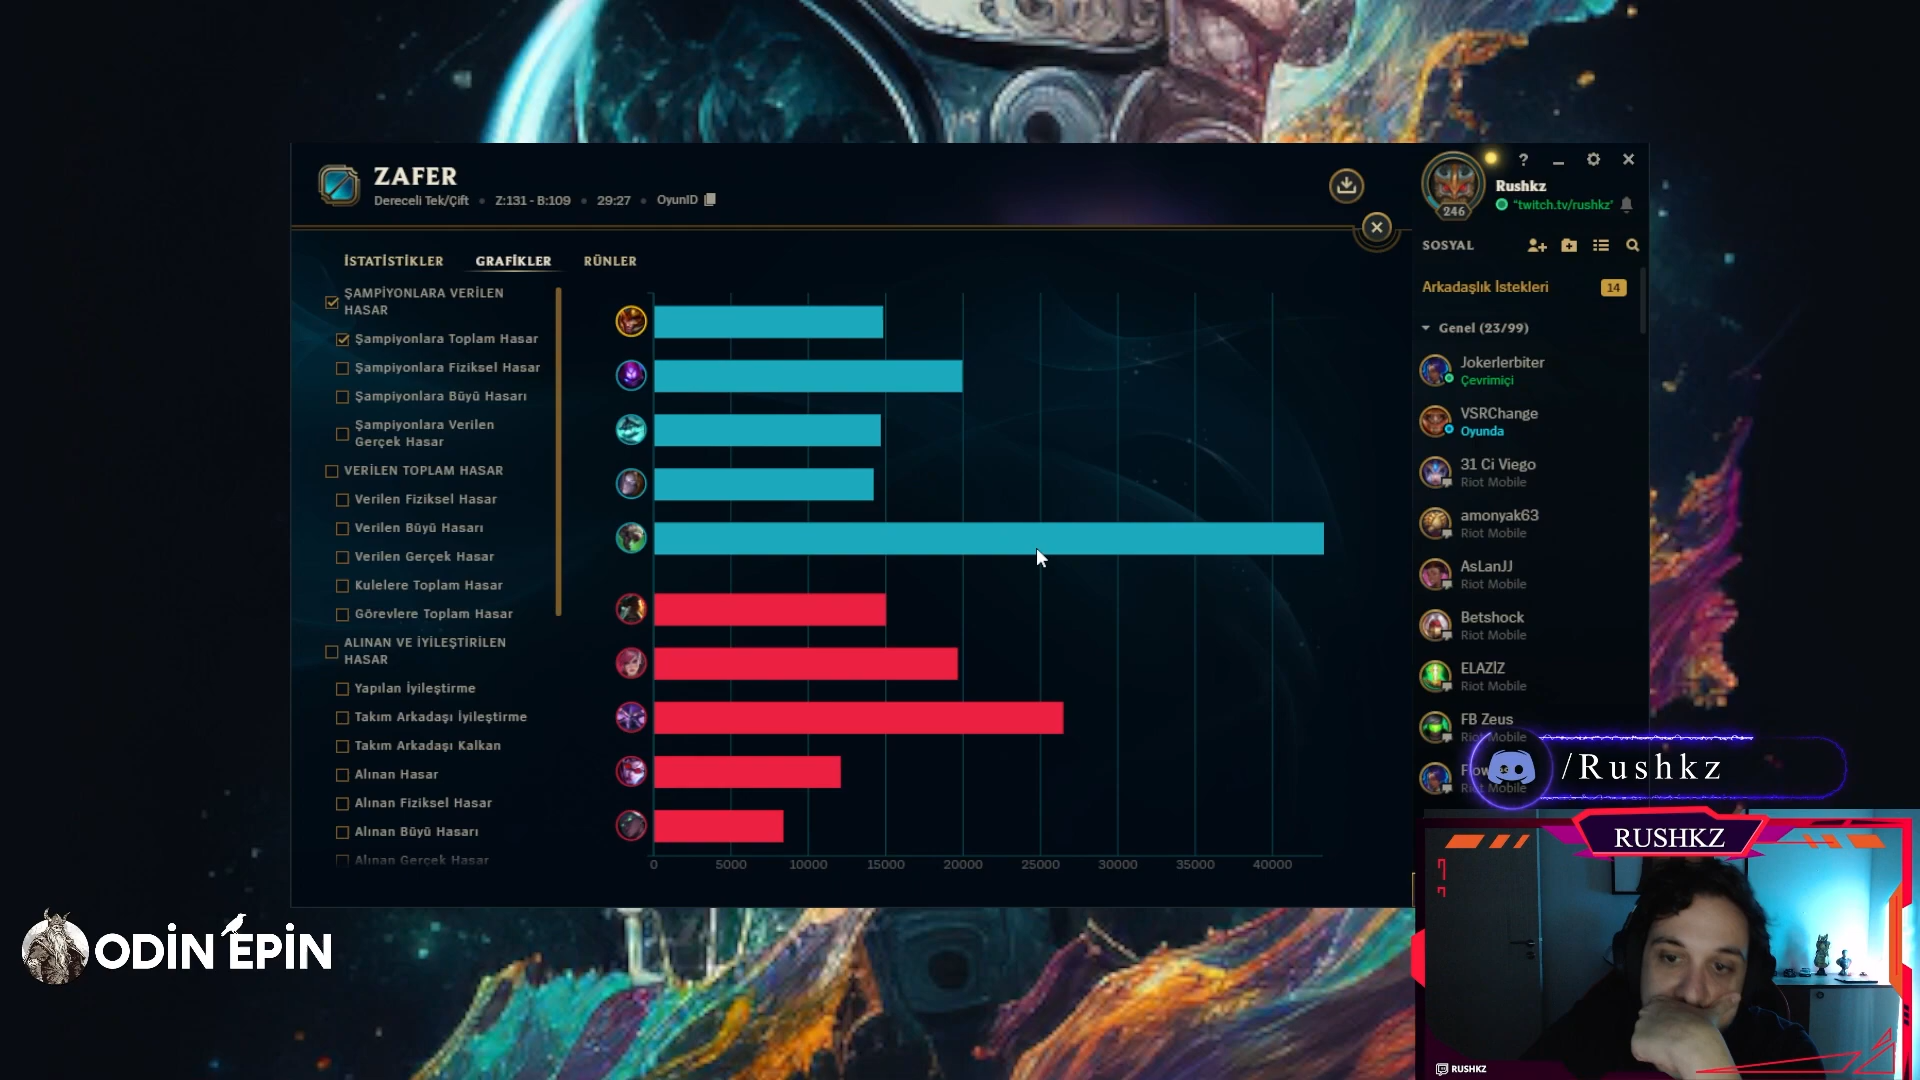 ZAFER
Dereceli Tek/Çift • Z:131 - B:109 • 29:27 • OyunID
İSTATİSTİKLER GRAFİKLER RÜNLER
ŞAMPİYONLARA VERİLEN
HASAR
Şampiyonlara Toplam Hasar
Şampiyonlara Fiziksel Hasar
Şampiyonlara Büyü Hasarı
Şampiyonlara Verilen
Gerçek Hasar
VERİLEN TOPLAM HASAR
Verilen Fiziksel Hasar
Verilen Büyü Hasarı
Verilen Gerçek Hasar
Kulelere Toplam Hasar
Görevlere Toplam Hasar
ALINAN VE İYİLEŞTİRİLEN
HASAR
Yapılan İyileştirme
Takım Arkadaşı İyileştirme
Takım Arkadaşı Kalkan
Alınan Hasar
Alınan Fiziksel Hasar
Alınan Büyü Hasarı
Alınan Gerçek Hasar
0 5000 10000 15000 20000 25000 30000 35000 40000
?
246
Rushkz
"twitch.tv/rushkz"
SOSYAL
Arkadaşlık İstekleri 14
Genel (23/99)
Jokerlerbiter
Çevrimiçi
VSRChange
Oyunda
31 Ci Viego
Riot Mobile
amonyak63
Riot Mobile
AsLanJJ
Riot Mobile
Betshock
Riot Mobile
ELAZİZ
Riot Mobile
FB Zeus
Riot Mobile
Riot Mobile
/Rushkz
RUSHKZ
RUSHKZ
ODİN EPİN